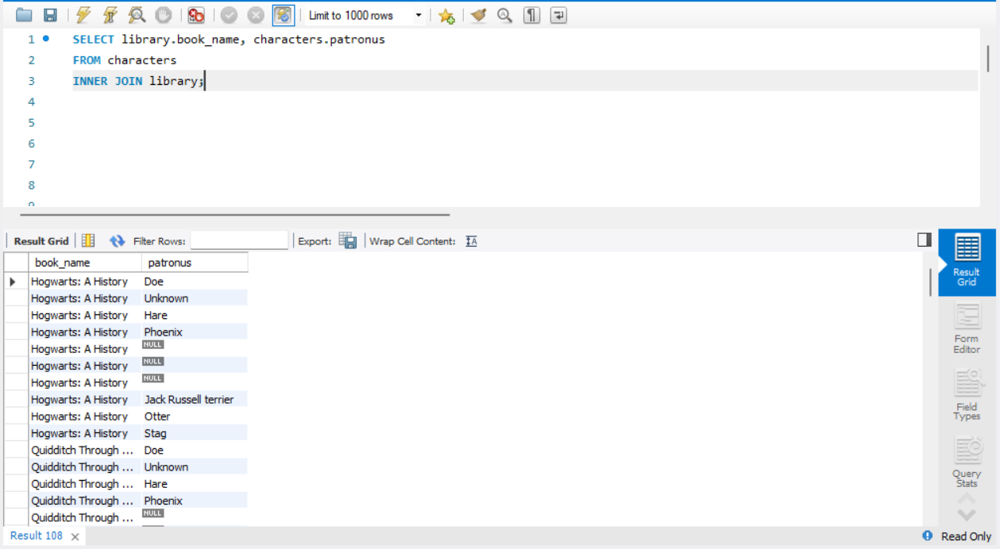 Limit to 1000 rows
1 SELECT library.book_name, characters.patronus
2 FROM characters
3 INNER JOIN library;
4
5
6
7
8
9
Result Grid Filter Rows: Export: Wrap Cell Content: IA
book_name patronus
Hogwarts: A History Doe
Hogwarts: A History Unknown
Hogwarts: A History Hare
Hogwarts: A History Phoenix
Hogwarts: A History NULL
Hogwarts: A History NULL
Hogwarts: A History NULL
Hogwarts: A History Jack Russell terrier
Hogwarts: A History Otter
Hogwarts: A History Stag
Quidditch Through ... Doe
Quidditch Through ... Unknown
Quidditch Through ... Hare
Quidditch Through ... Phoenix
Quidditch Through ... NULL
Result
Grid
Form
Editor
Field
Types
Query
Stats
Result 108
Read Only